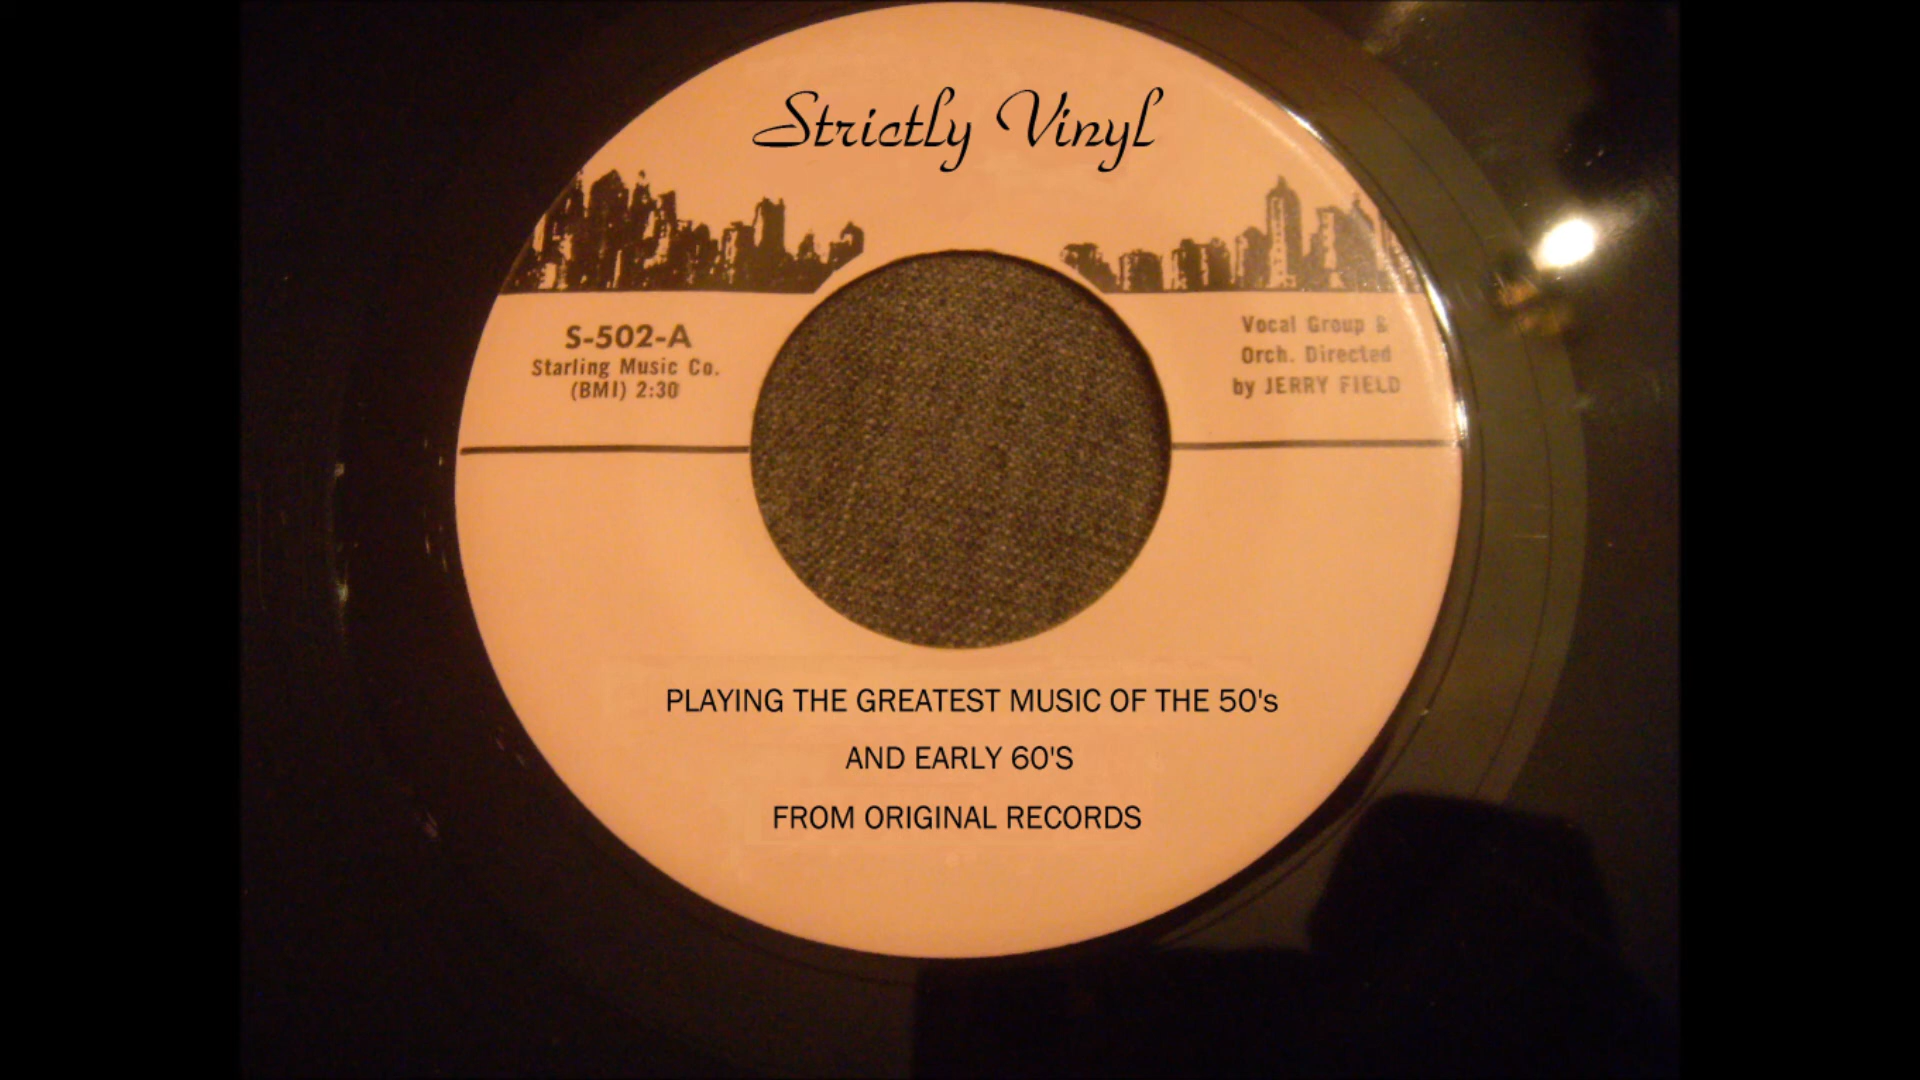 Strictly Vinyl
S-502-A
Starling Music Co.
(BMI) 2:30
Vocal Group &
Orch. Directed
by JERRY FIELD
PLAYING THE GREATEST MUSIC OF THE 50's
AND EARLY 60'S
FROM ORIGINAL RECORDS